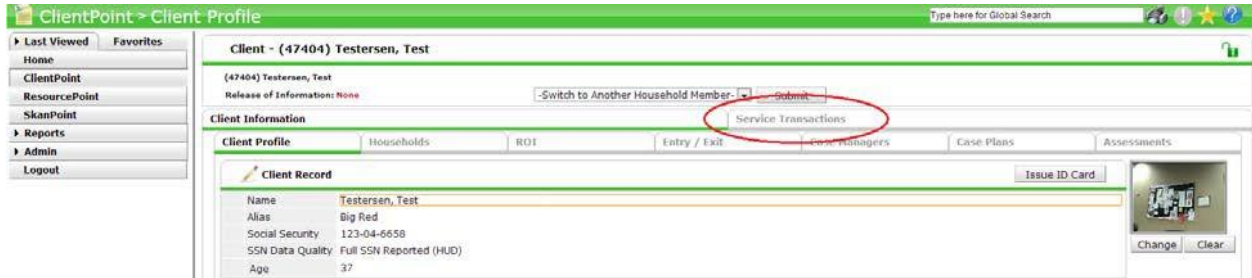 ClientPoint > Client Profile
Type here for Global Search
Last Viewed Favorites
Home
ClientPoint
ResourcePoint
SkanPoint
Reports
Admin
Logout
Client - (47404) Testersen, Test
(47404) Testersen, Test
Release of Information: None
-Switch to Another Household Member- Submit
Client Information Service Transactions
Client Profile Households ROI Entry / Exit Case Managers Case Plans Assessments
Client Record Issue ID Card
Name Testersen, Test
Alias Big Red
Social Security 123-04-6658
SSN Data Quality Full SSN Reported (HUD)
Age 37
Change Clear